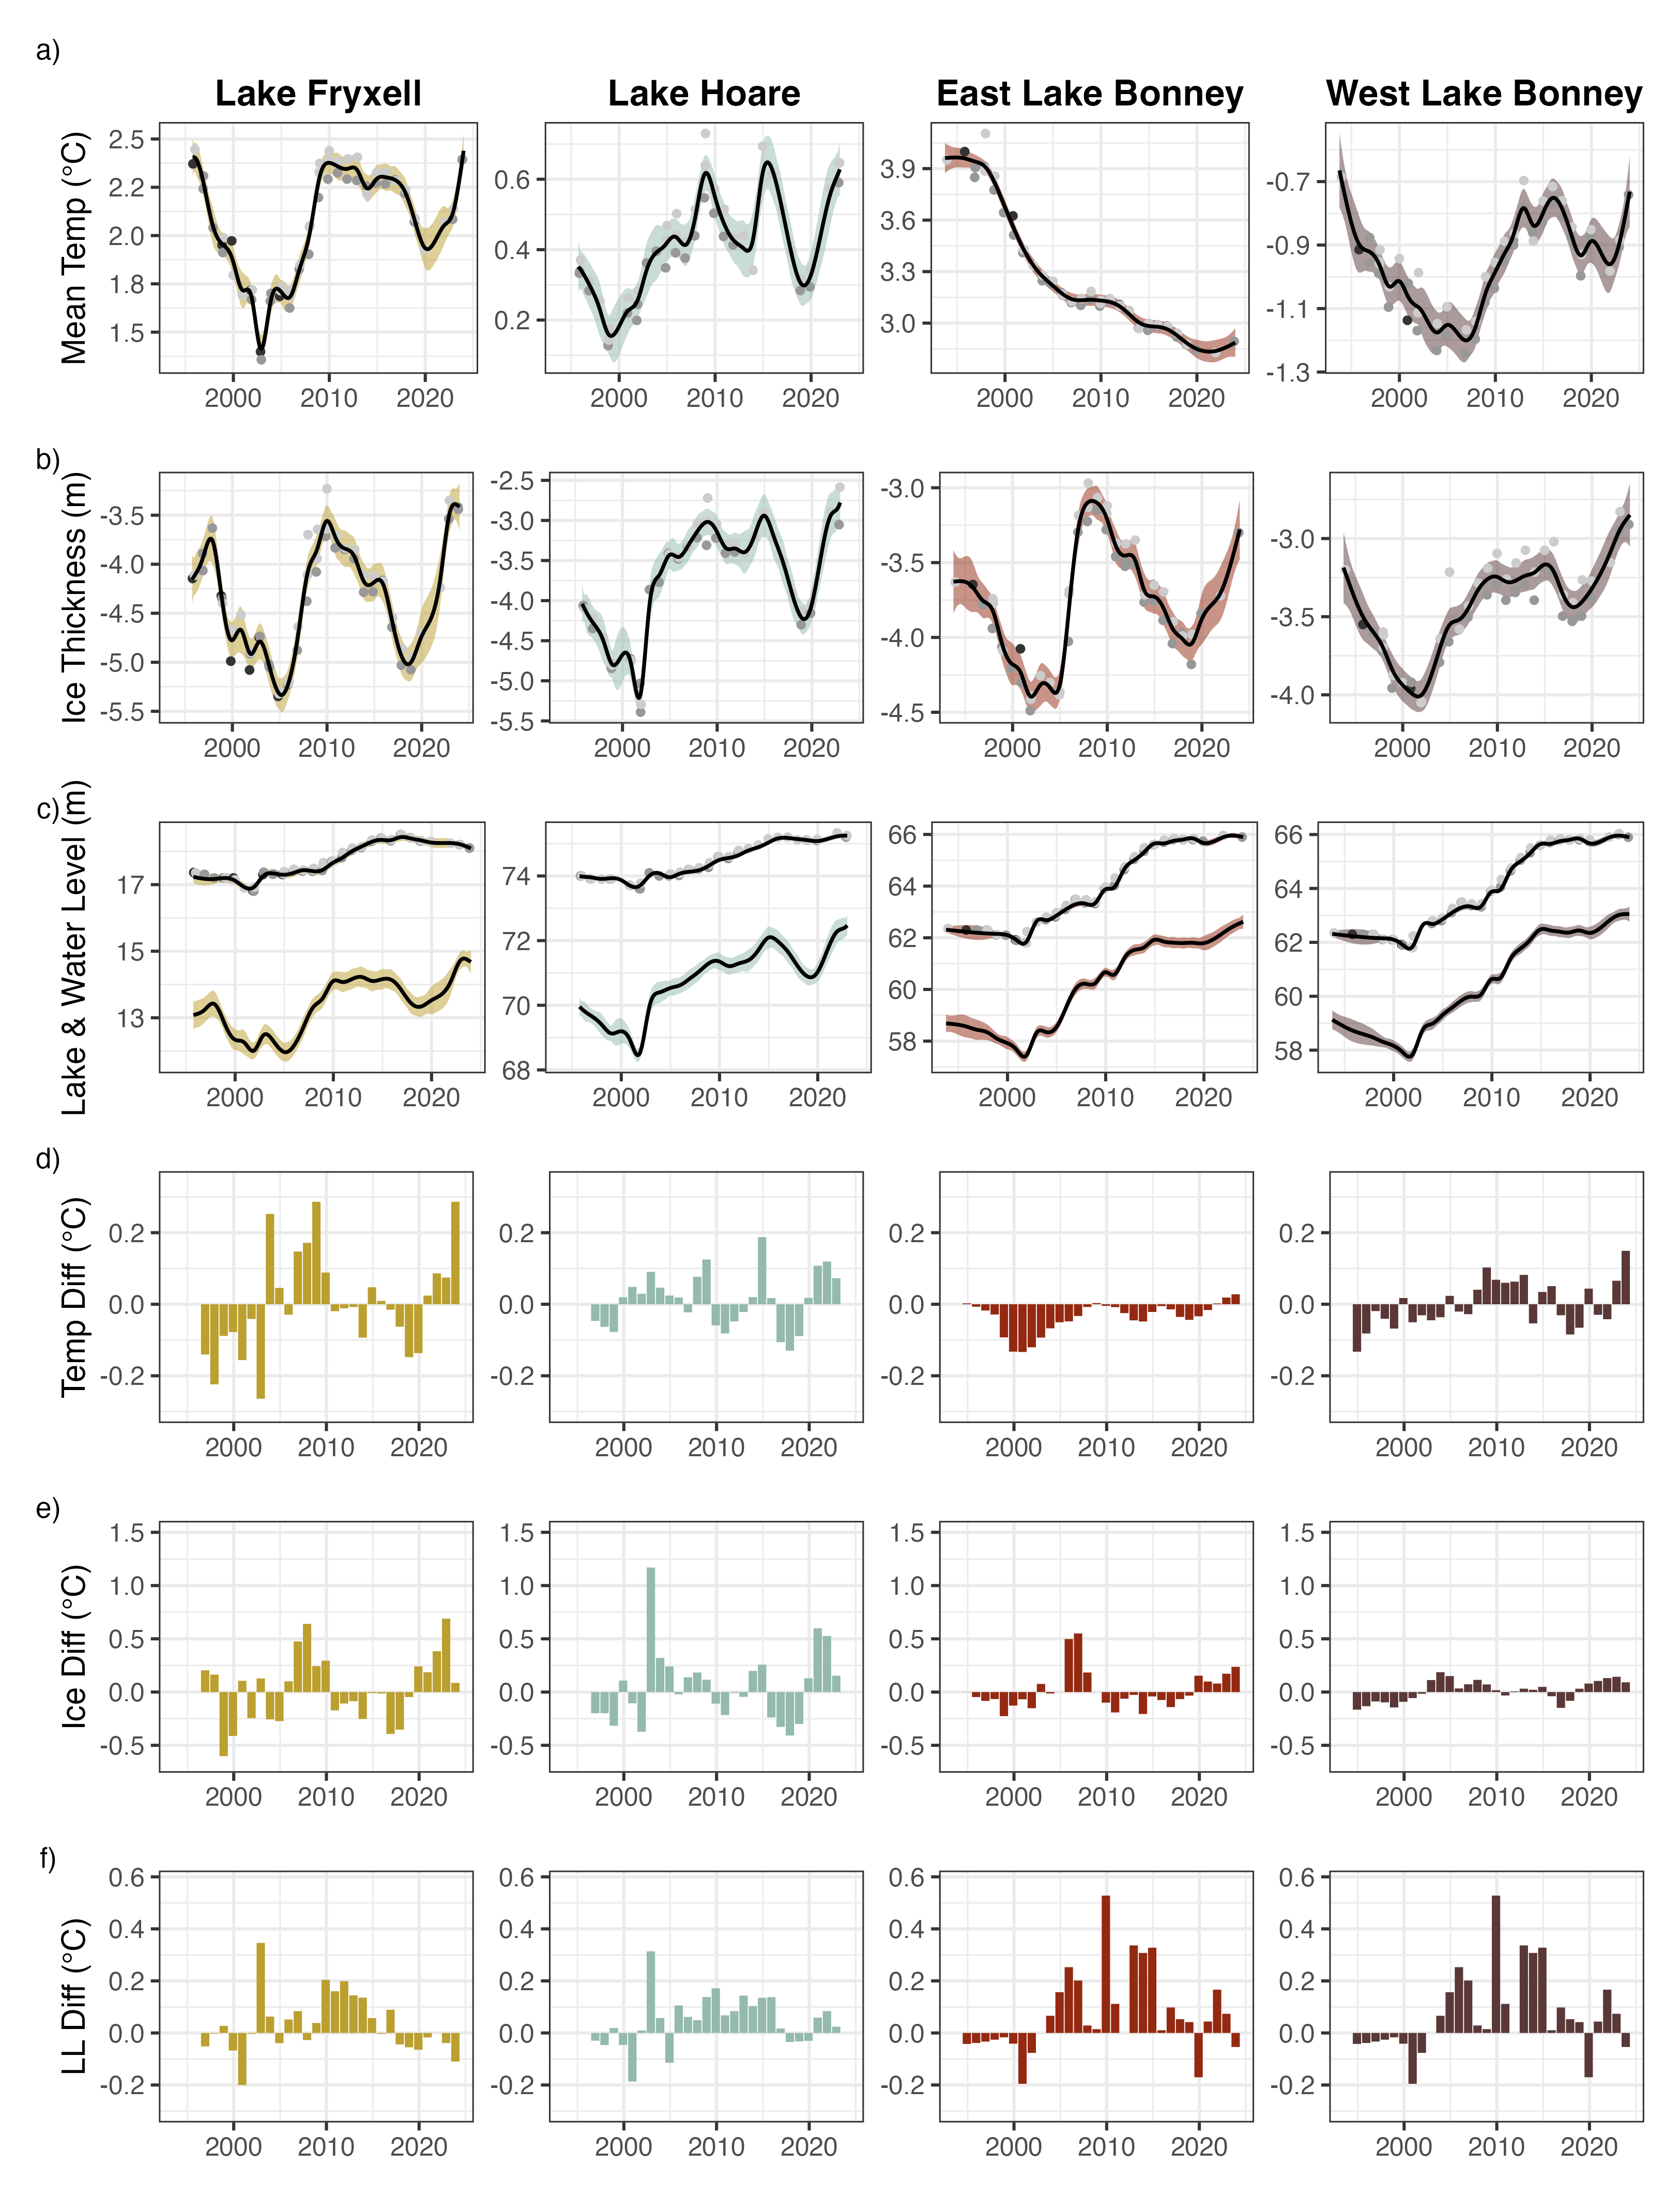 a)
Lake Fryxell Lake Hoare East Lake Bonney West Lake Bonney
Mean Temp (°C)
2.5
2.2
2.0
1.8
1.5
2000 2010 2020
0.6
0.4
0.2
2000 2010 2020
3.9
3.6
3.3
3.0
2000 2010 2020
-0.7
-0.9
-1.1
-1.3
2000 2010 2020
b)
Ice Thickness (m)
-3.5
-4.0
-4.5
-5.0
-5.5
2000 2010 2020
-2.5
-3.0
-3.5
-4.0
-4.5
-5.0
-5.5
2000 2010 2020
-3.0
-3.5
-4.0
-4.5
2000 2010 2020
-3.0
-3.5
-4.0
2000 2010 2020
c)
Lake & Water Level (m)
17
15
13
2000 2010 2020
74
72
70
68
2000 2010 2020
66
64
62
60
58
2000 2010 2020
66
64
62
60
58
2000 2010 2020
d)
Temp Diff (°C)
0.2
0.0
-0.2
2000 2010 2020
0.2
0.0
-0.2
2000 2010 2020
0.2
0.0
-0.2
2000 2010 2020
0.2
0.0
-0.2
2000 2010 2020
e)
Ice Diff (°C)
1.5
1.0
0.5
0.0
-0.5
2000 2010 2020
1.5
1.0
0.5
0.0
-0.5
2000 2010 2020
1.5
1.0
0.5
0.0
-0.5
2000 2010 2020
1.5
1.0
0.5
0.0
-0.5
2000 2010 2020
f)
LL Diff (°C)
0.6
0.4
0.2
0.0
-0.2
2000 2010 2020
0.6
0.4
0.2
0.0
-0.2
2000 2010 2020
0.6
0.4
0.2
0.0
-0.2
2000 2010 2020
0.6
0.4
0.2
0.0
-0.2
2000 2010 2020